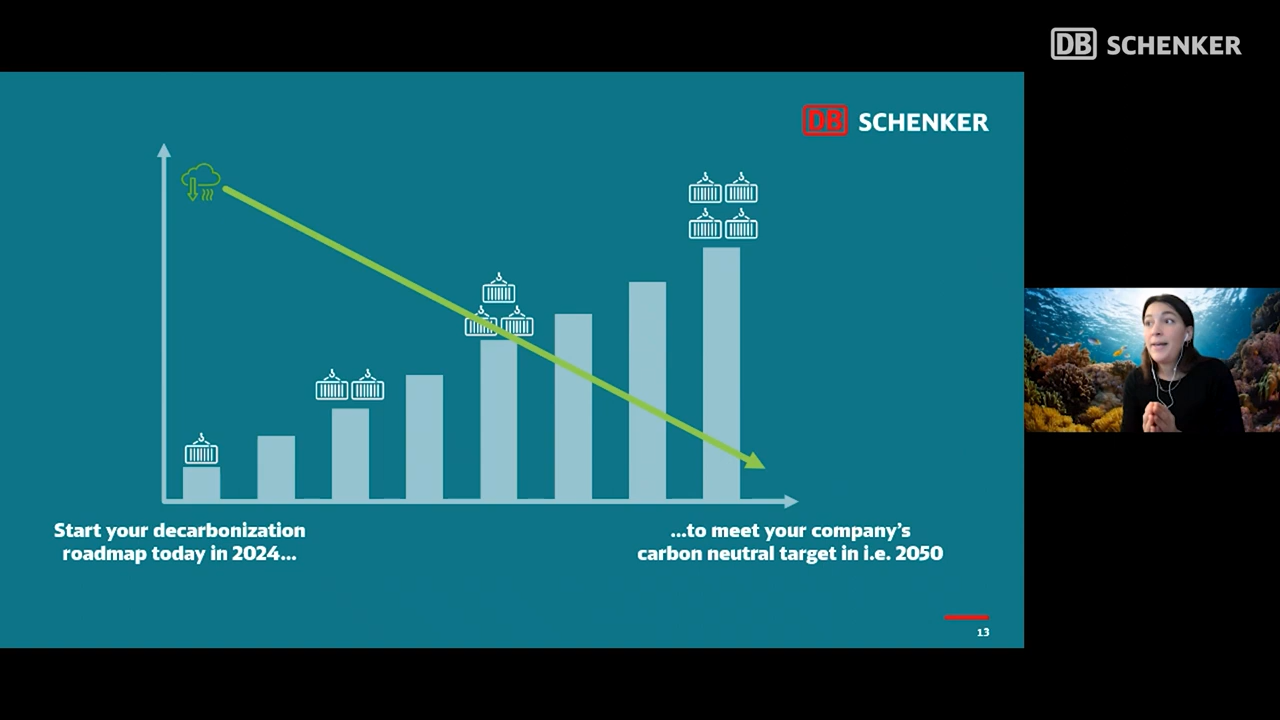 DB SCHENKER
DB SCHENKER
Start your decarbonization
roadmap today in 2024...
...to meet your company's
carbon neutral target in i.e. 2050
13